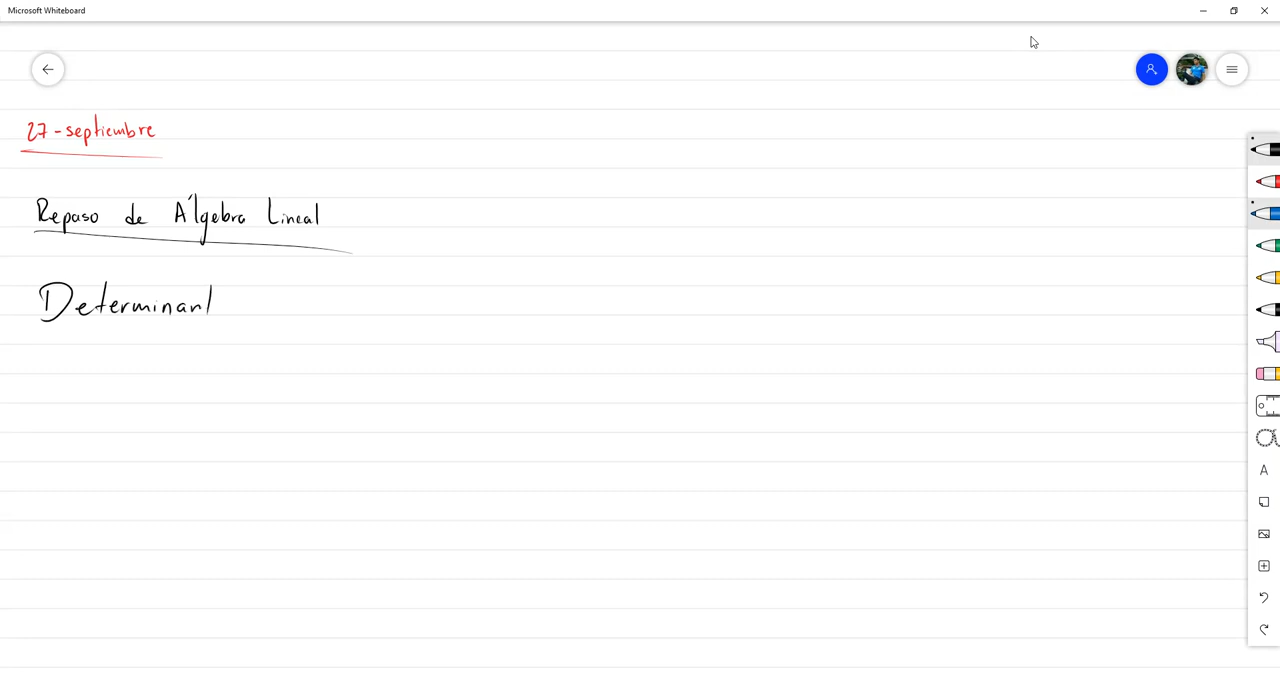 Microsoft Whiteboard
27-septiembre
Repaso de Álgebra Lineal
Determinant
A